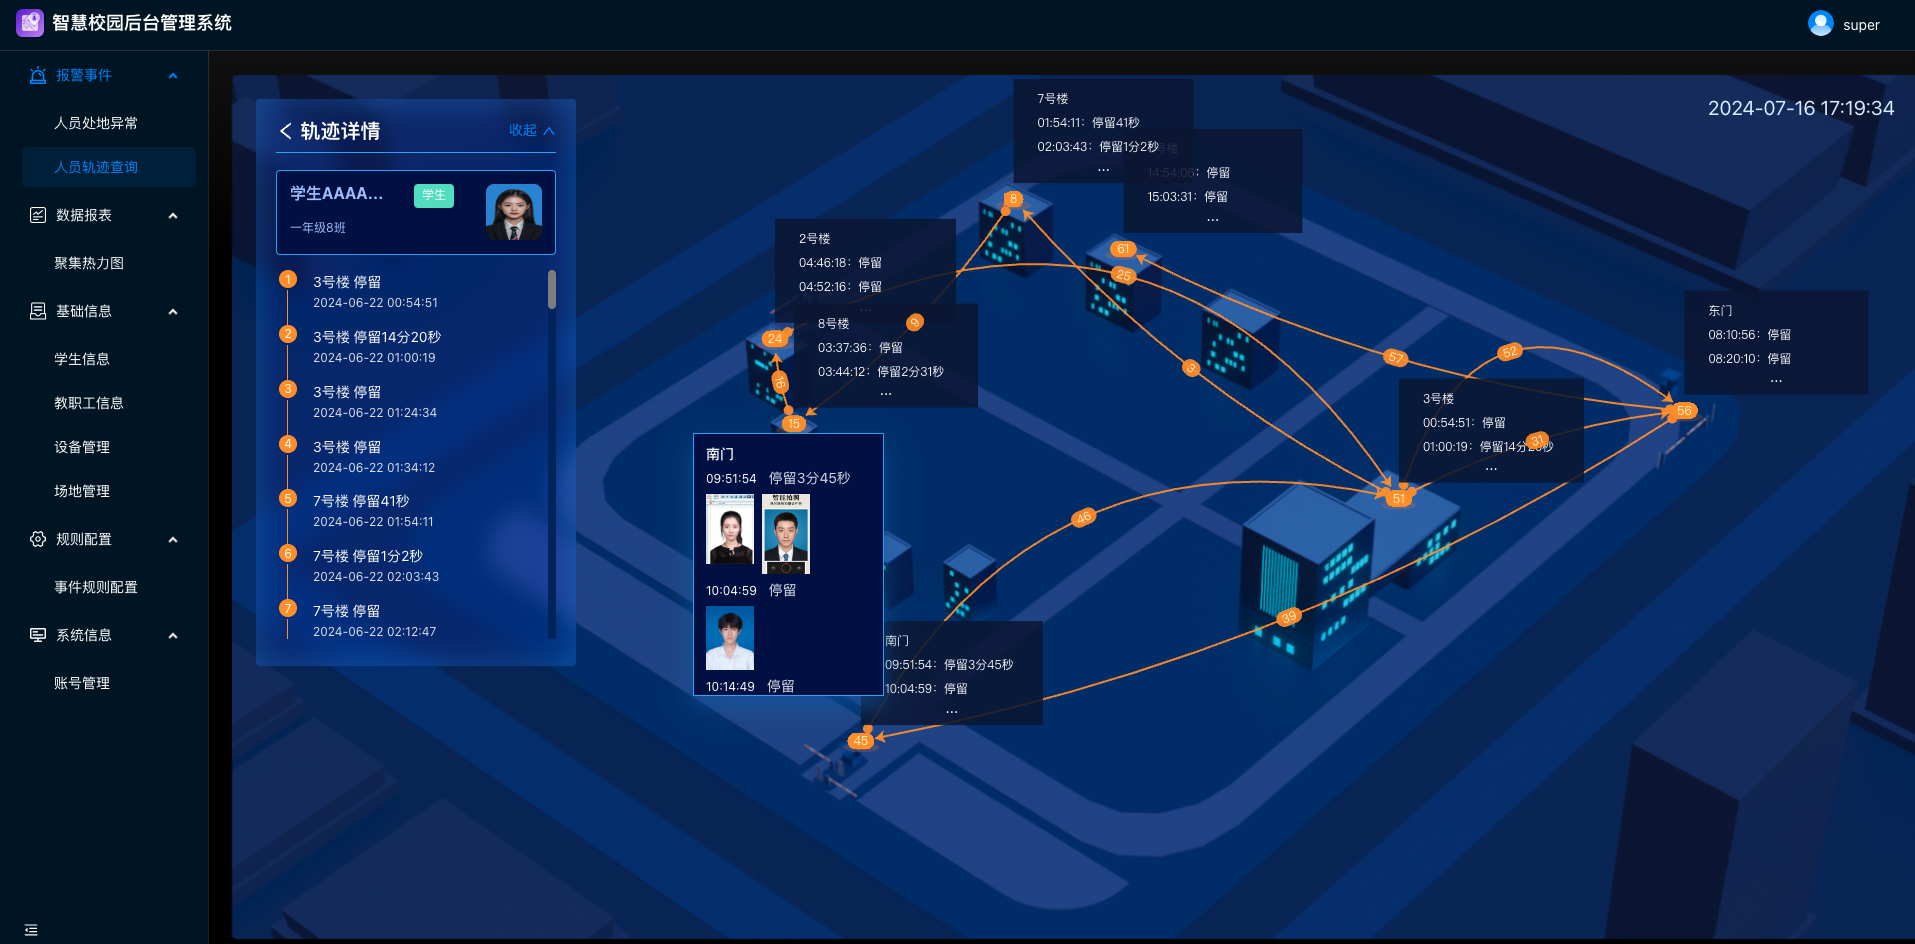 智慧校园后台管理系统
super
报警事件
人员处地异常
人员轨迹查询
数据报表
聚集热力图
基础信息
学生信息
教职工信息
设备管理
场地管理
规则配置
事件规则配置
系统信息
账号管理
轨迹详情
收起
学生AAAA...
学生
一年级8班
1
3号楼 停留
2024-06-22 00:54:51
2
3号楼 停留14分20秒
2024-06-22 01:00:19
3
3号楼 停留
2024-06-22 01:24:34
4
3号楼 停留
2024-06-22 01:34:12
5
7号楼 停留41秒
2024-06-22 01:54:11
6
7号楼 停留1分2秒
2024-06-22 02:03:43
7
7号楼 停留
2024-06-22 02:12:47
2024-07-16 17:19:34
7号楼
01:54:11：停留41秒
02:03:43：停留1分2秒
...
号楼
14:54:06：停留
15:03:31：停留
...
8
61
25
2号楼
04:46:18：停留
04:52:16：停留
...
8号楼
03:37:36：停留
03:44:12：停留2分31秒
...
9
24
16
15
3
57
52
东门
08:10:56：停留
08:20:10：停留
...
56
3号楼
00:54:51：停留
01:00:19：停留14分20秒
...
31
51
46
39
南门
09:51:54 停留3分45秒
10:04:59 停留
10:14:49 停留
南门
09:51:54：停留3分45秒
10:04:59：停留
...
45